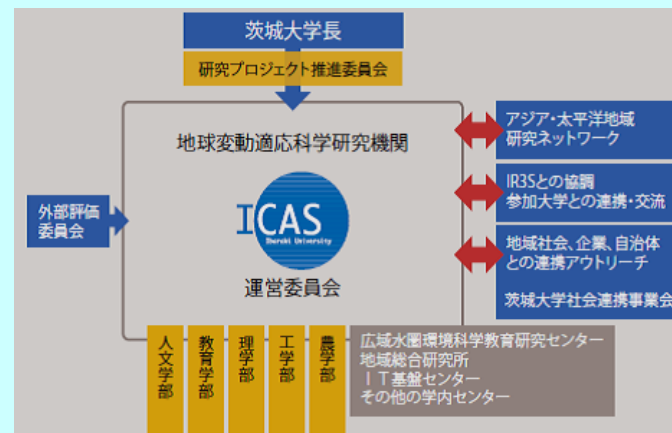 茨城大学長
研究プロジェクト推進委員会
地球変動適応科学研究機関
ICAS
Ibaraki University
運営委員会
外部評価
委員会
アジア・太平洋地域
研究ネットワーク
IR3Sとの協調
参加大学との連携・交流
地域社会、企業、自治体
との連携アウトリーチ
茨城大学社会連携事業会
人文学部
教育学部
理学部
工学部
農学部
広域水圏環境科学教育研究センター
地域総合研究所
IT基盤センター
その他の学内センター